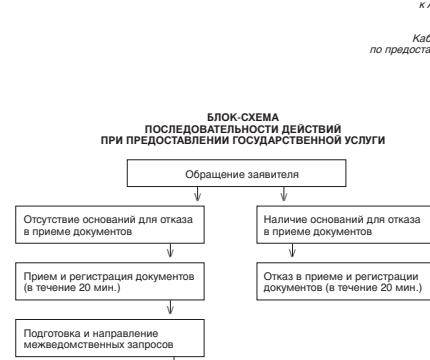 к
Каб
по предоста
БЛОК-СХЕМА
ПОСЛЕДОВАТЕЛЬНОСТИ ДЕЙСТВИЙ
ПРИ ПРЕДОСТАВЛЕНИИ ГОСУДАРСТВЕННОЙ УСЛУГИ
Обращение заявителя
Отсутствие оснований для отказа
в приеме документов
Наличие оснований для отказа
в приеме документов
Прием и регистрация документов
(в течение 20 мин.)
Отказ в приеме и регистрации
документов (в течение 20 мин.)
Подготовка и направление
межведомственных запросов